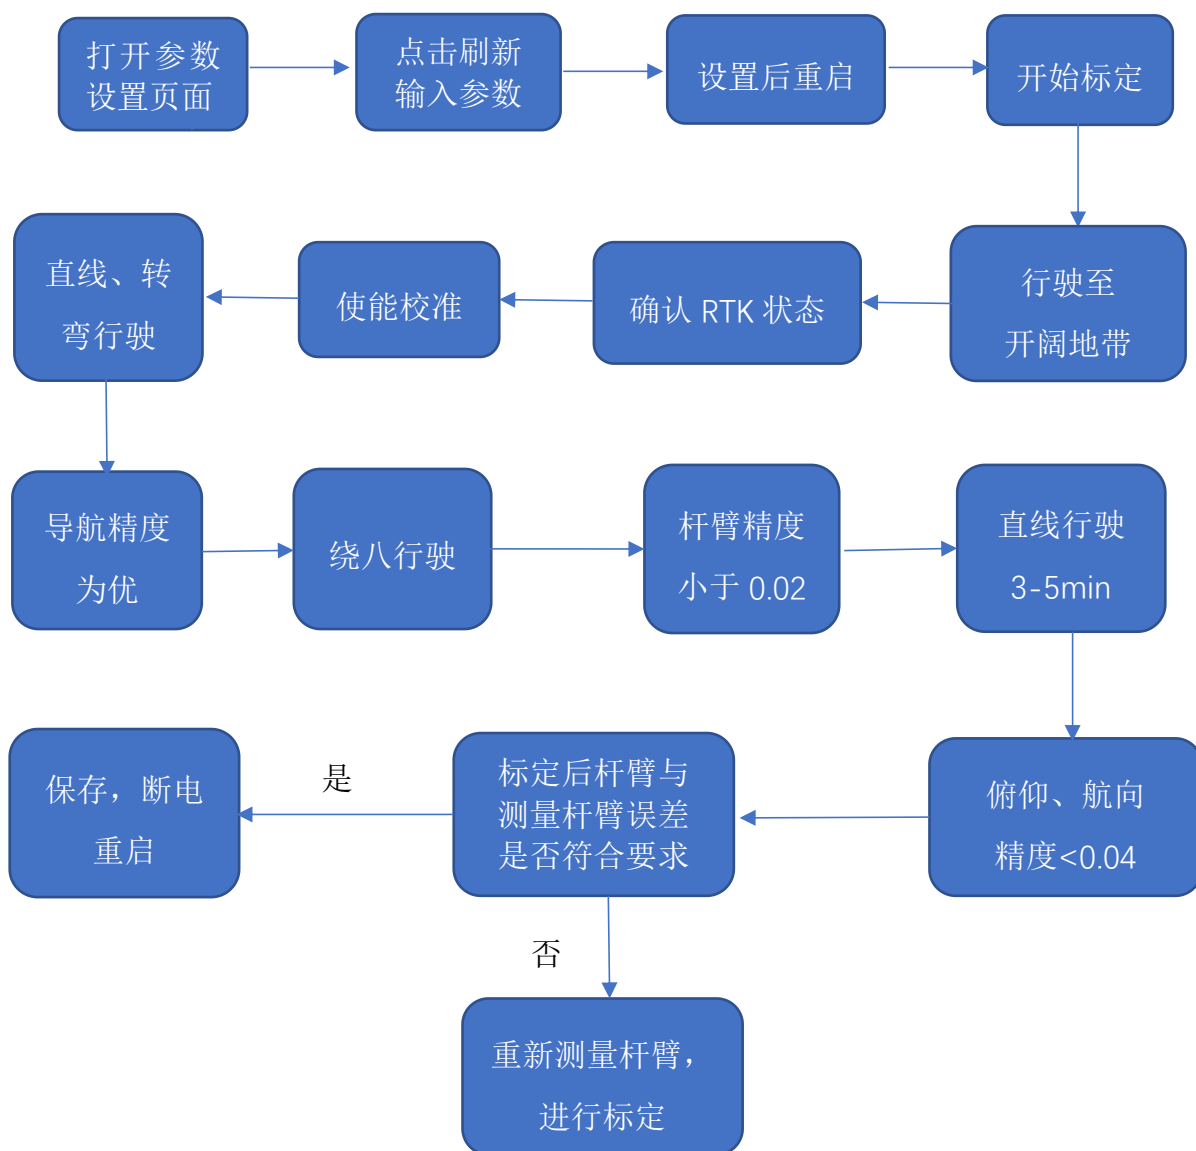 打开参数
设置页面
点击刷新
输入参数
设置后重启
开始标定
行驶至
开阔地带
确认 RTK 状态
使能校准
直线、转
弯行驶
导航精度
为优
绕八行驶
杆臂精度
小于 0.02
直线行驶
3-5min
俯仰、航向
精度<0.04
标定后杆臂与
测量杆臂误差
是否符合要求
是
保存，断电
重启
否
重新测量杆臂，
进行标定